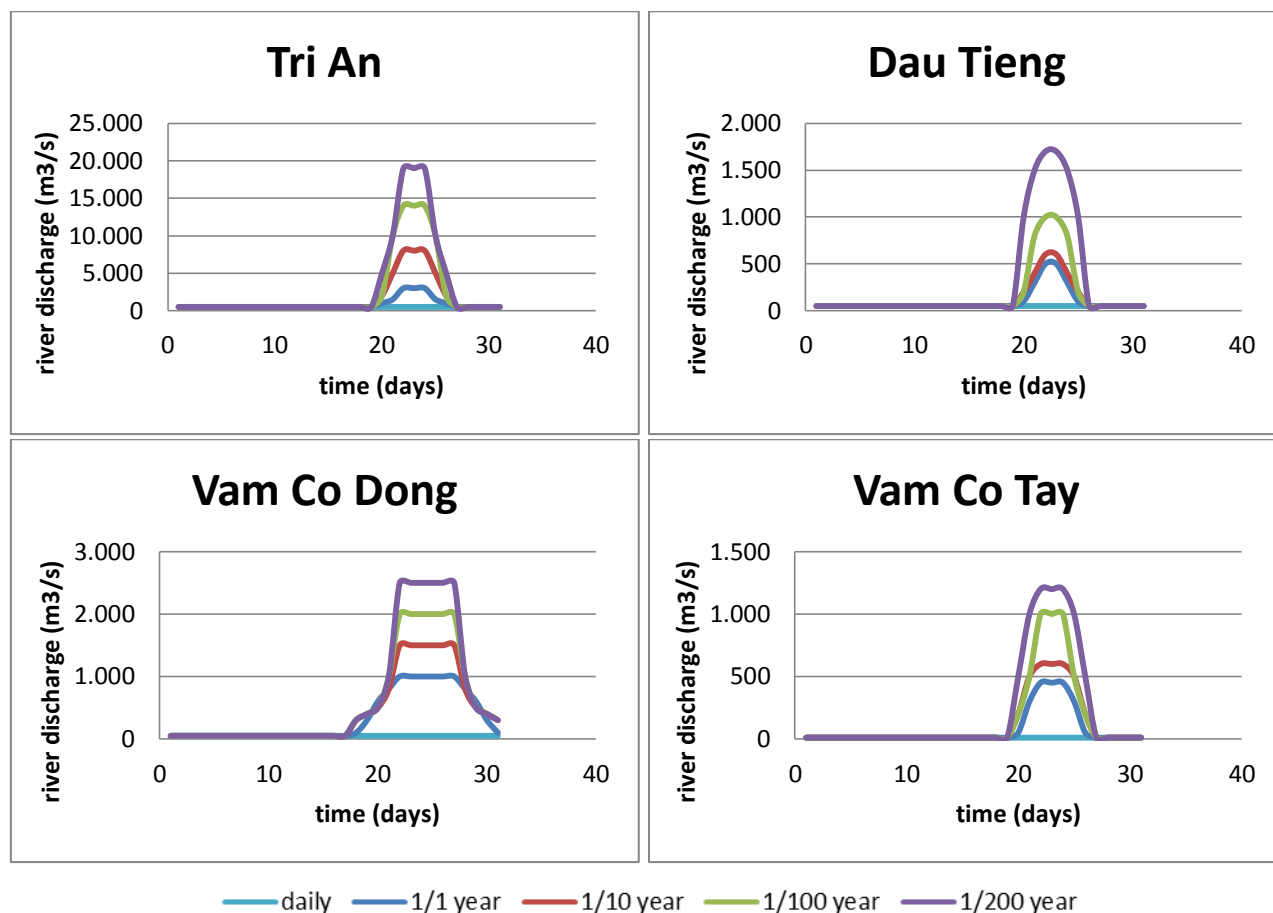 Tri An
river discharge (m3/s)
25.000
20.000
15.000
10.000
5.000
0
0 10 20 30 40
time (days)
Dau Tieng
river discharge (m3/s)
2.000
1.500
1.000
500
0
0 10 20 30 40
time (days)
Vam Co Dong
river discharge (m3/s)
3.000
2.000
1.000
0
0 10 20 30 40
time (days)
Vam Co Tay
river discharge (m3/s)
1.500
1.000
500
0
0 10 20 30 40
time (days)
daily 1/1 year 1/10 year 1/100 year 1/200 year